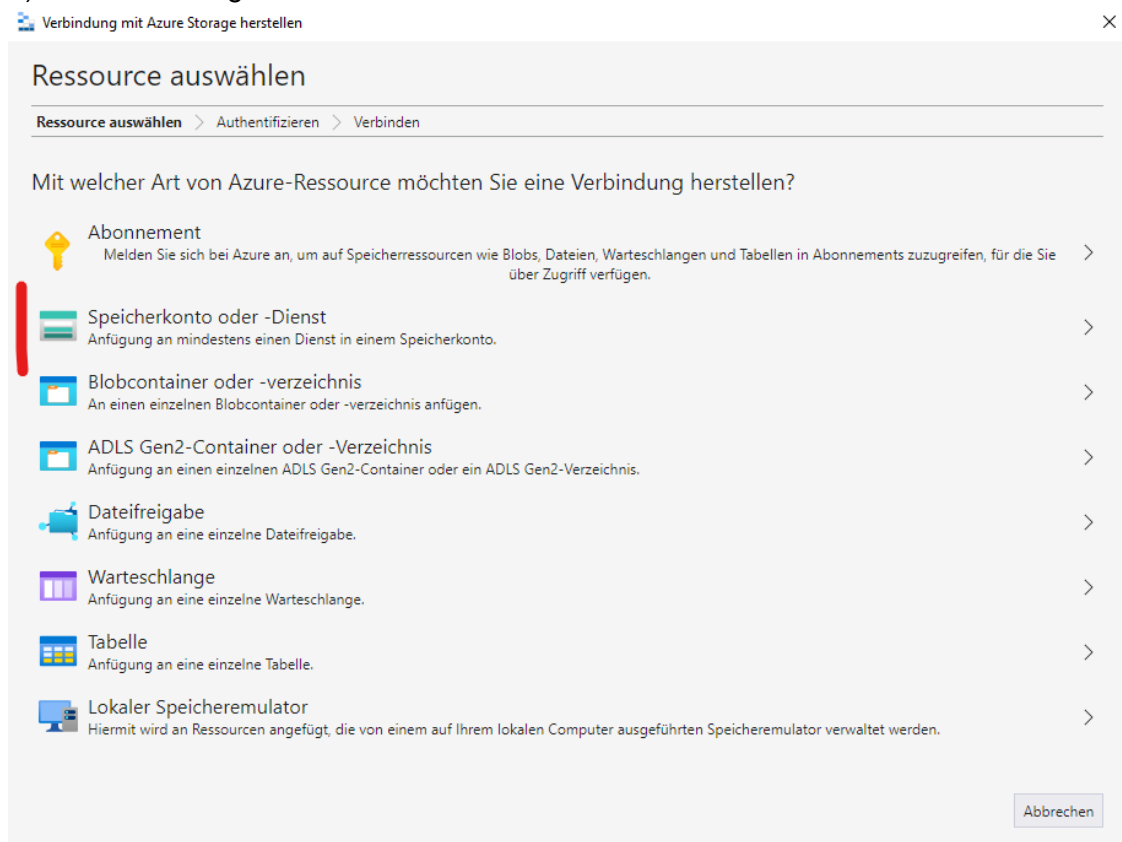 Verbindung mit Azure Storage herstellen
Ressource auswählen
Ressource auswählen > Authentifizieren > Verbinden
Mit welcher Art von Azure-Ressource möchten Sie eine Verbindung herstellen?
Abonnement
Melden Sie sich bei Azure an, um auf Speicherressourcen wie Blobs, Dateien, Warteschlangen und Tabellen in Abonnements zuzugreifen, für die Sie
über Zugriff verfügen.
Speicherkonto oder -Dienst
Anfügung an mindestens einen Dienst in einem Speicherkonto.
Blobcontainer oder -verzeichnis
An einen einzelnen Blobcontainer oder -verzeichnis anfügen.
ADLS Gen2-Container oder -Verzeichnis
Anfügung an einen einzelnen ADLS Gen2-Container oder ein ADLS Gen2-Verzeichnis.
Dateifreigabe
Anfügung an eine einzelne Dateifreigabe.
Warteschlange
Anfügung an eine einzelne Warteschlange.
Tabelle
Anfügung an eine einzelne Tabelle.
Lokaler Speicheremulator
Hiermit wird an Ressourcen angefügt, die von einem auf Ihrem lokalen Computer ausgeführten Speicheremulator verwaltet werden.
Abbrechen